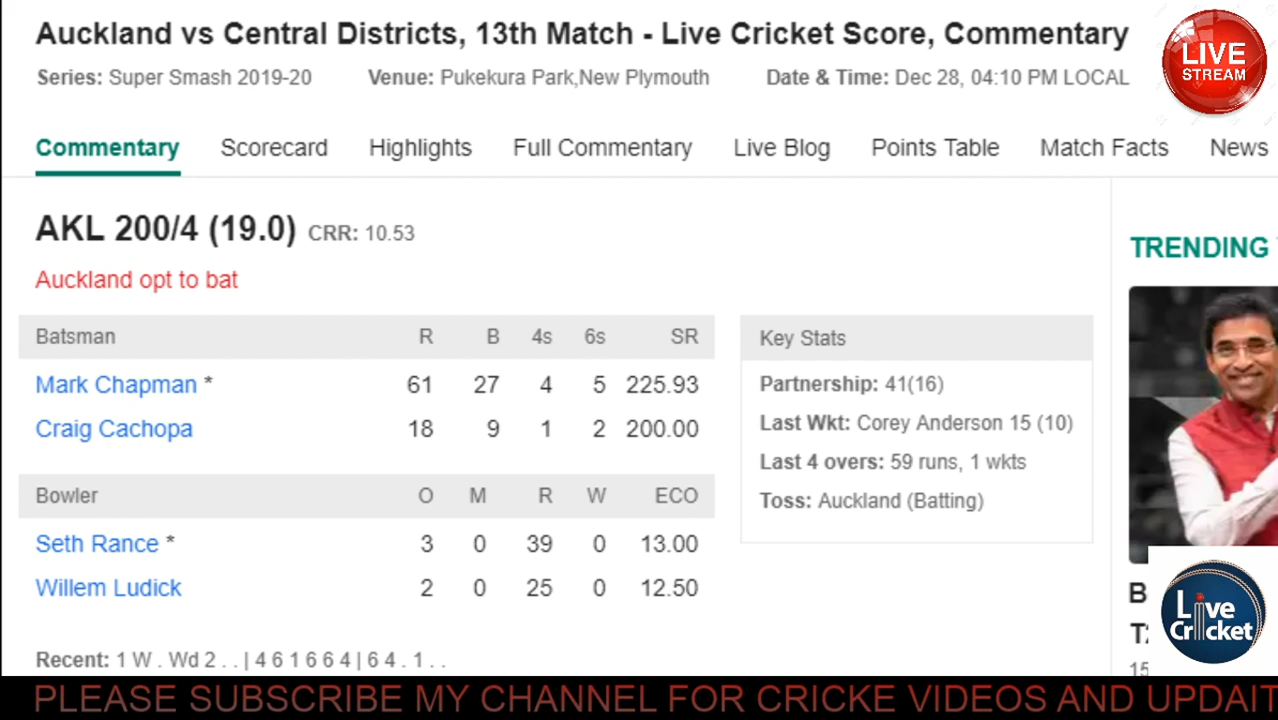 Auckland vs Central Districts, 13th Match - Live Cricket Score, Commentary
LIVE
STREAM
Series: Super Smash 2019-20 Venue: Pukekura Park,New Plymouth Date & Time: Dec 28, 04:10 PM LOCAL
Commentary Scorecard Highlights Full Commentary Live Blog Points Table Match Facts News
AKL 200/4 (19.0) CRR: 10.53
TRENDING
Auckland opt to bat
Batsman R B 4s 6s SR
Mark Chapman * 61 27 4 5 225.93
Craig Cachopa 18 9 1 2 200.00
Key Stats
Partnership: 41(16)
Last Wkt: Corey Anderson 15 (10)
Last 4 overs: 59 runs, 1 wkts
Toss: Auckland (Batting)
Bowler O M R W ECO
Seth Rance * 3 0 39 0 13.00
Willem Ludick 2 0 25 0 12.50
Recent: 1 W . Wd 2 . . | 4 6 1 6 6 4 | 6 4 . 1 . .
B
15
Live
Cricket
PLEASE SUBSCRIBE MY CHANNEL FOR CRICKE VIDEOS AND UPDAIT